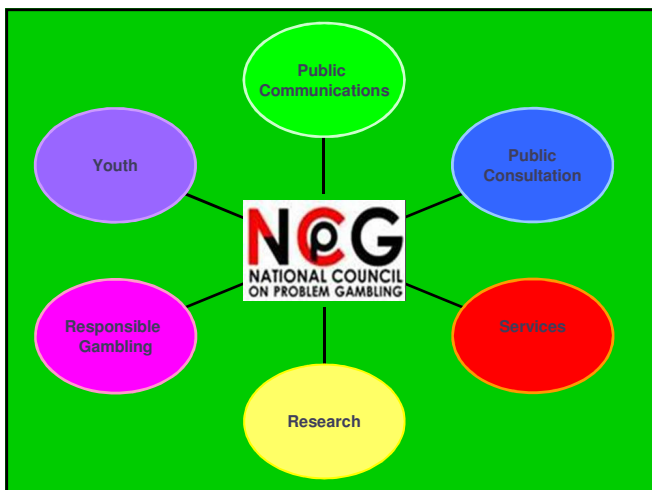 Public
Communications
Youth
Public
Consultation
NCpG
NATIONAL COUNCIL
ON PROBLEM GAMBLING
Responsible
Gambling
Services
Research